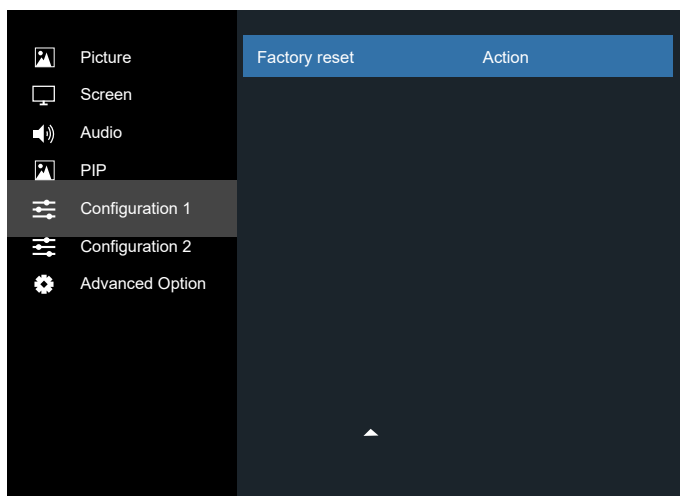 Picture
Factory reset Action
Screen
Audio
PIP
Configuration 1
Configuration 2
Advanced Option